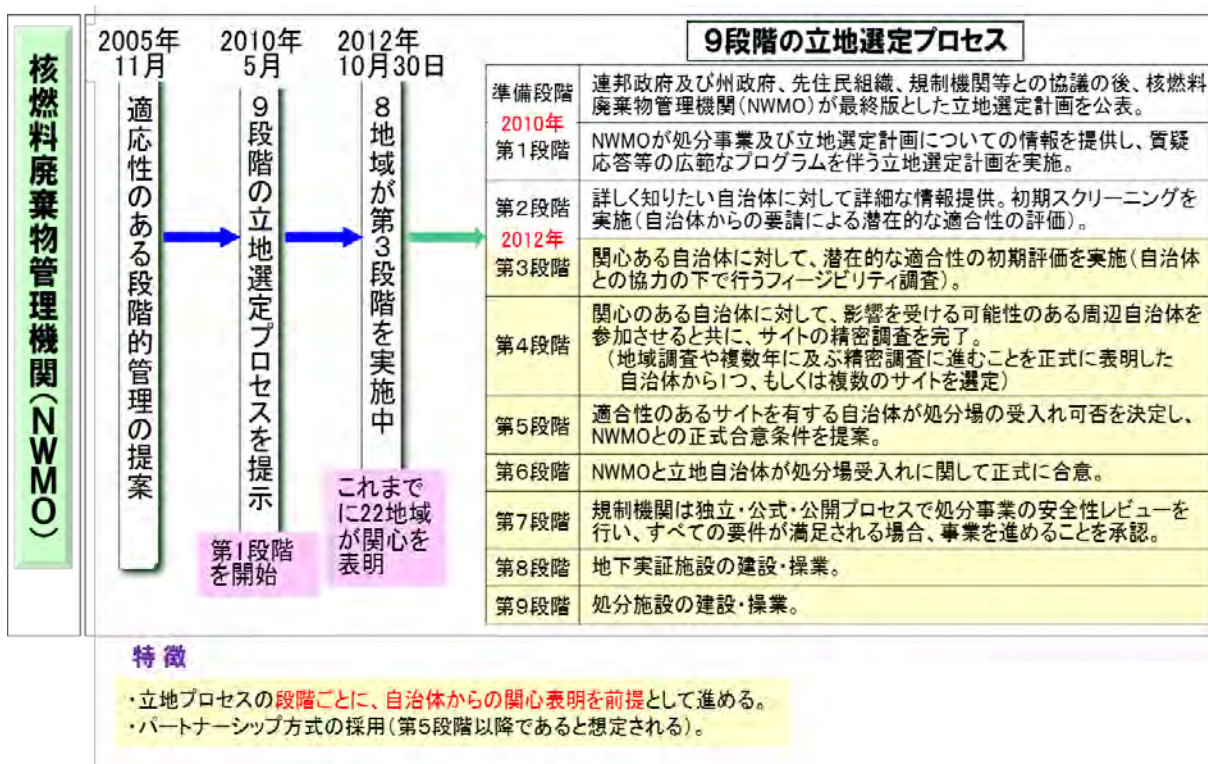 核燃料廃棄物管理機関(NWMO)
2005年
11月
適応性のある段階的管理の提案
2010年
5月
9段階の立地選定プロセスを提示
第1段階
を開始
2012年
10月30日
8地域が第3段階を実施中
これまで
に22地域
が関心を
表明
9段階の立地選定プロセス
準備段階
連邦政府及び州政府、先住民組織、規制機関等との協議の後、核燃料
廃棄物管理機関(NWMO)が最終版とした立地選定計画を公表。
2010年
第1段階
NWMOが処分事業及び立地選定計画についての情報を提供し、質疑
応答等の広範なプログラムを伴う立地選定計画を実施。
第2段階
詳しく知りたい自治体に対して詳細な情報提供。初期スクリーニングを
実施(自治体からの要請による潜在的な適合性の評価)。
2012年
第3段階
関心ある自治体に対して、潜在的な適合性の初期評価を実施(自治体
との協力の下で行うフィージビリティ調査)。
第4段階
関心のある自治体に対して、影響を受ける可能性のある周辺自治体を
参加させると共に、サイトの精密調査を完了。
(地域調査や複数年に及ぶ精密調査に進むことを正式に表明した
自治体から1つ、もしくは複数のサイトを選定)
第5段階
適合性のあるサイトを有する自治体が処分場の受入れ可否を決定し、
NWMOとの正式合意条件を提案。
第6段階
NWMOと立地自治体が処分場受入れに関して正式に合意。
第7段階
規制機関は独立・公式・公開プロセスで処分事業の安全性レビューを
行い、すべての要件が満足される場合、事業を進めることを承認。
第8段階
地下実証施設の建設・操業。
第9段階
処分施設の建設・操業。
特徴
・立地プロセスの段階ごとに、自治体からの関心表明を前提として進める。
・パートナーシップ方式の採用(第5段階以降であると想定される)。